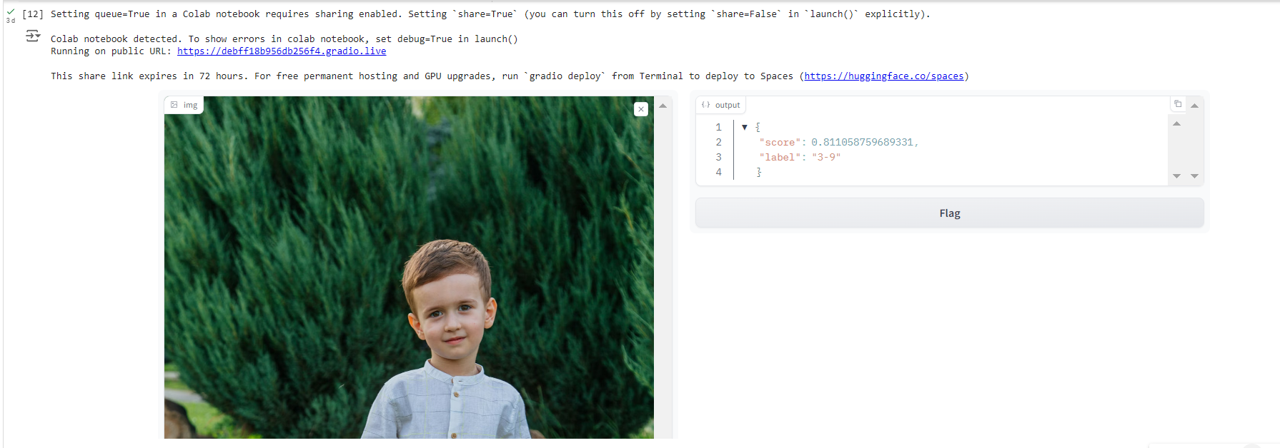 [12] Setting queue=True in a Colab notebook requires sharing enabled. Setting `share=True` (you can turn this off by setting `share=False` in `launch()` explicitly).
3d
Colab notebook detected. To show errors in colab notebook, set debug=True in launch()
Running on public URL: https://debff18b956db256f4.gradio.live
This share link expires in 72 hours. For free permanent hosting and GPU upgrades, run `gradio deploy` from Terminal to deploy to Spaces (https://huggingface.co/spaces)
img
output
1 {
2 "score": 0.811058759689331,
3 "label": "3-9"
4 }
Flag